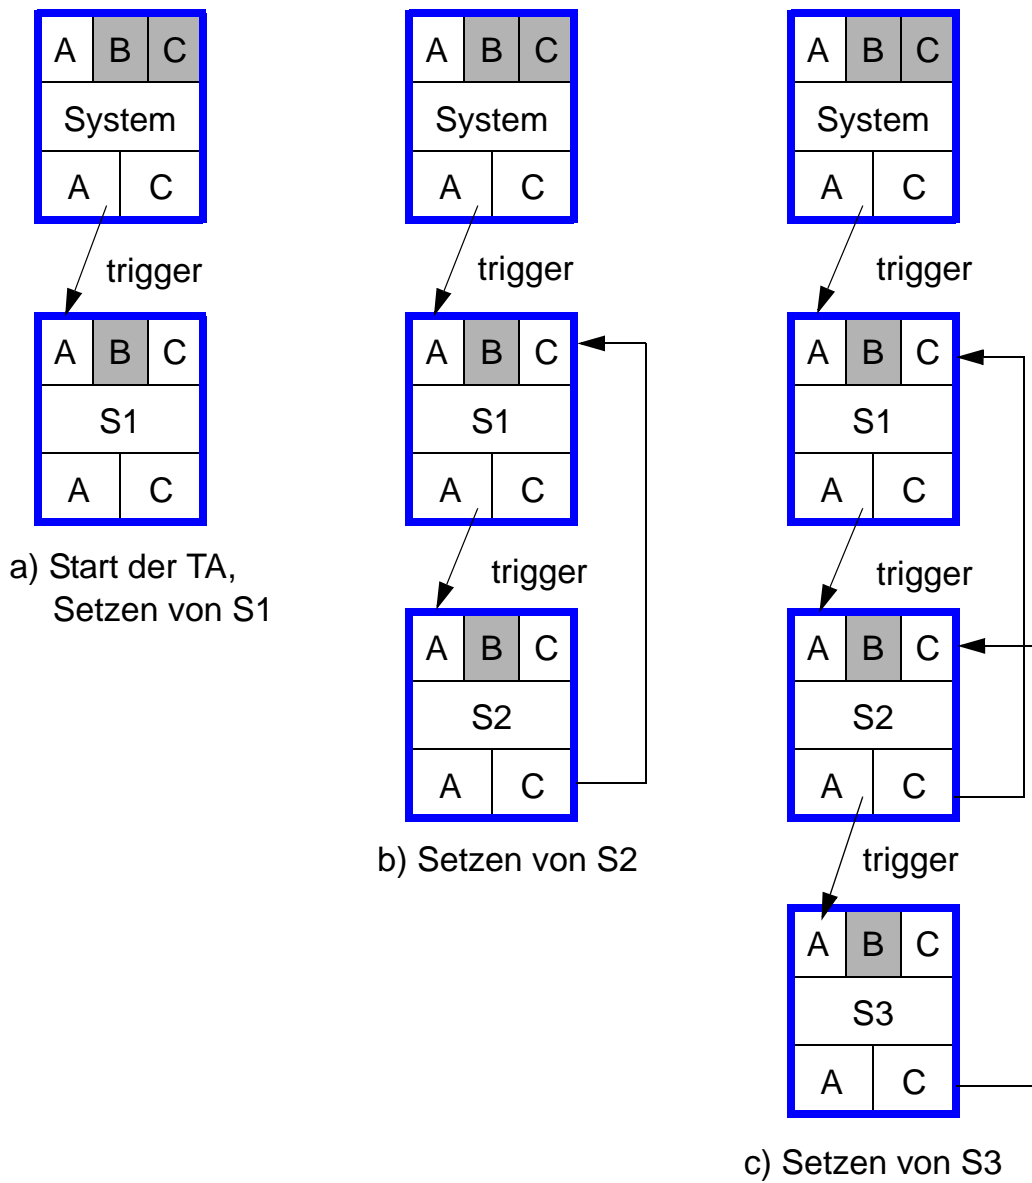 A B C
System
A C
trigger
A B C
S1
A C
a) Start der TA,
Setzen von S1
A B C
System
A C
trigger
A B C
S1
A C
trigger
A B C
S2
A C
b) Setzen von S2
A B C
System
A C
trigger
A B C
S1
A C
trigger
A B C
S2
A C
trigger
A B C
S3
A C
c) Setzen von S3